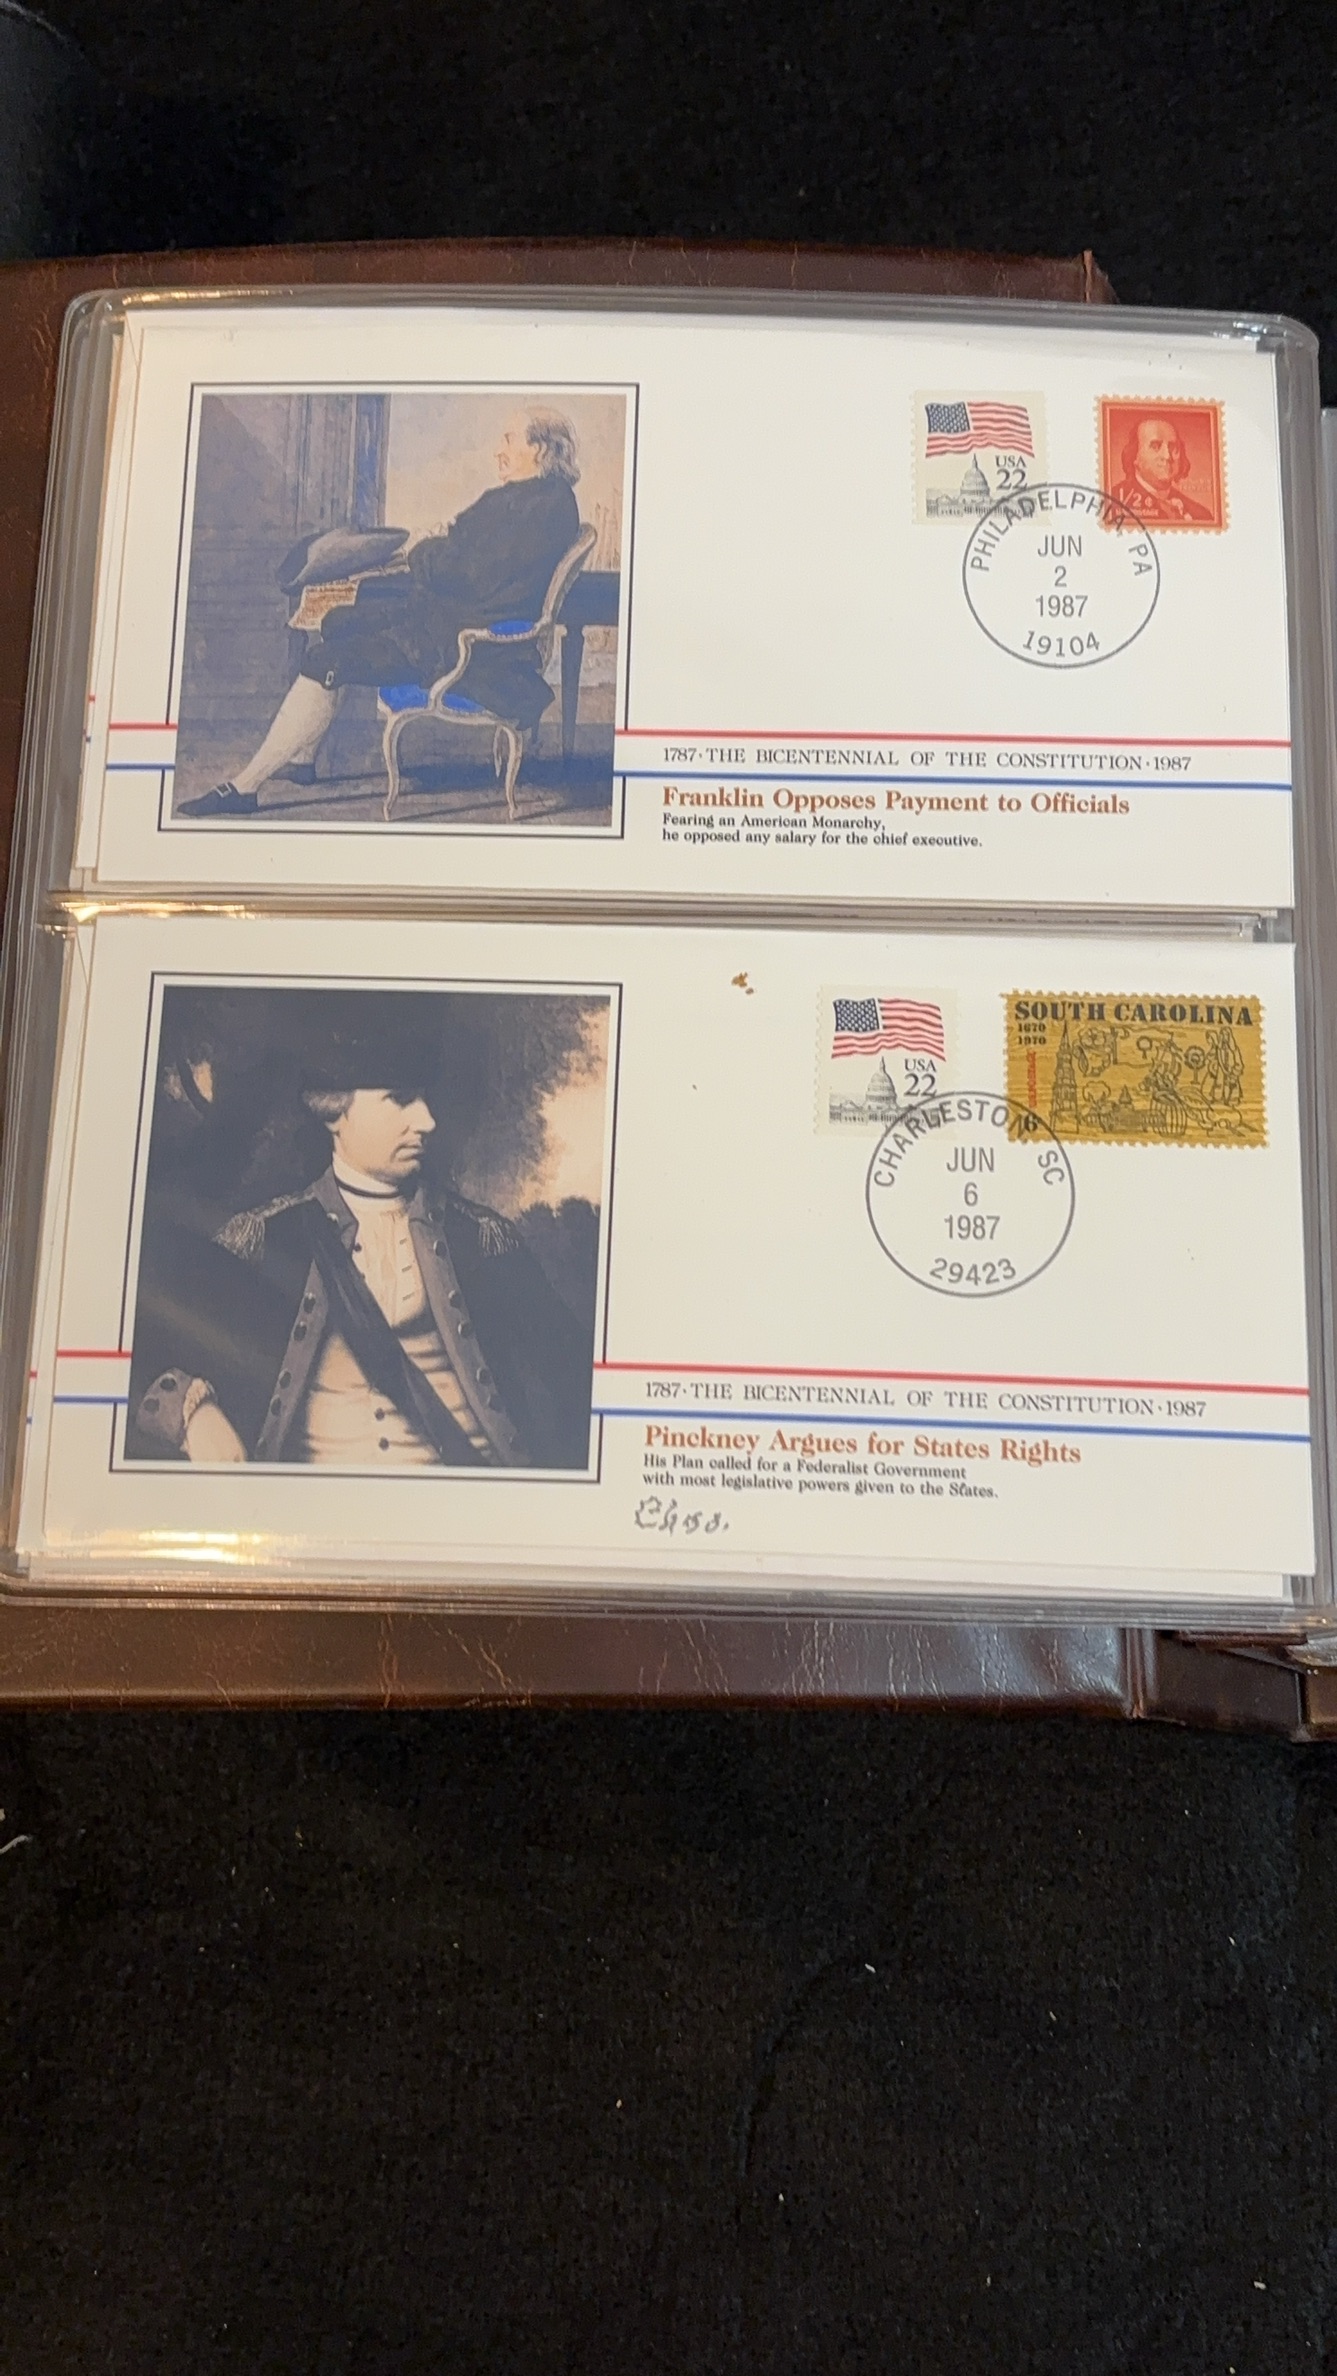 USA
22
1/2¢
PHILADELPHIA, PA
JUN
2
1987
19104
1787·THE BICENTENNIAL OF THE CONSTITUTION·1987
Franklin Opposes Payment to Officials
Fearing an American Monarchy,
he opposed any salary for the chief executive.
USA
22
SOUTH CAROLINA
1670
1970
6
CHARLESTON, SC
JUN
6
1987
29423
1787·THE BICENTENNIAL OF THE CONSTITUTION·1987
Pinckney Argues for States Rights
His Plan called for a Federalist Government
with most legislative powers given to the States.